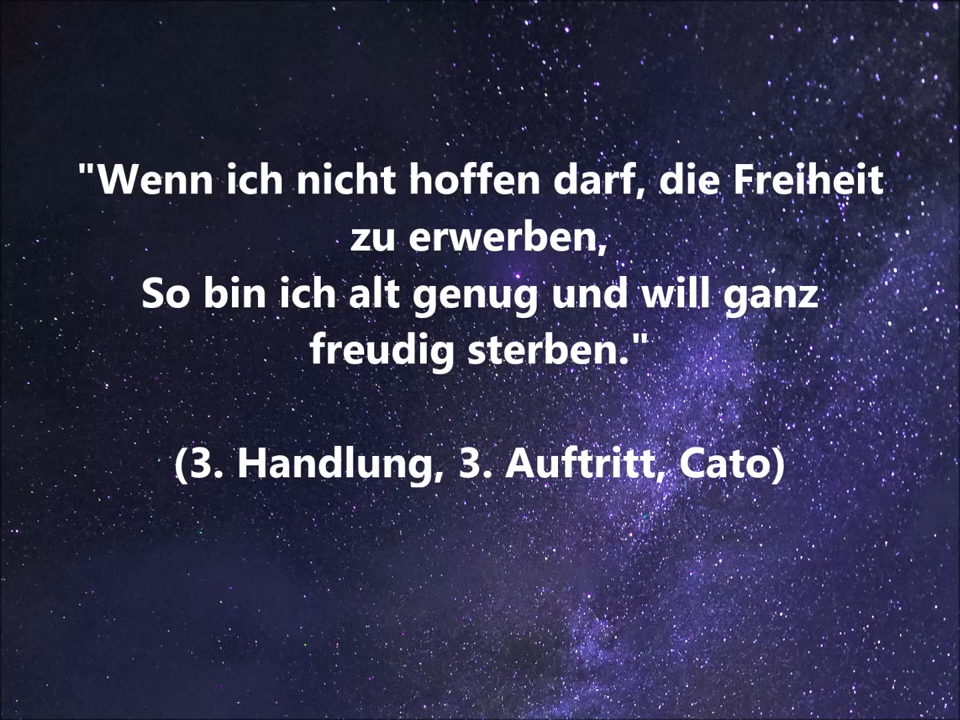 "Wenn ich nicht hoffen darf, die Freiheit
zu erwerben,
So bin ich alt genug und will ganz
freudig sterben."
(3. Handlung, 3. Auftritt, Cato)